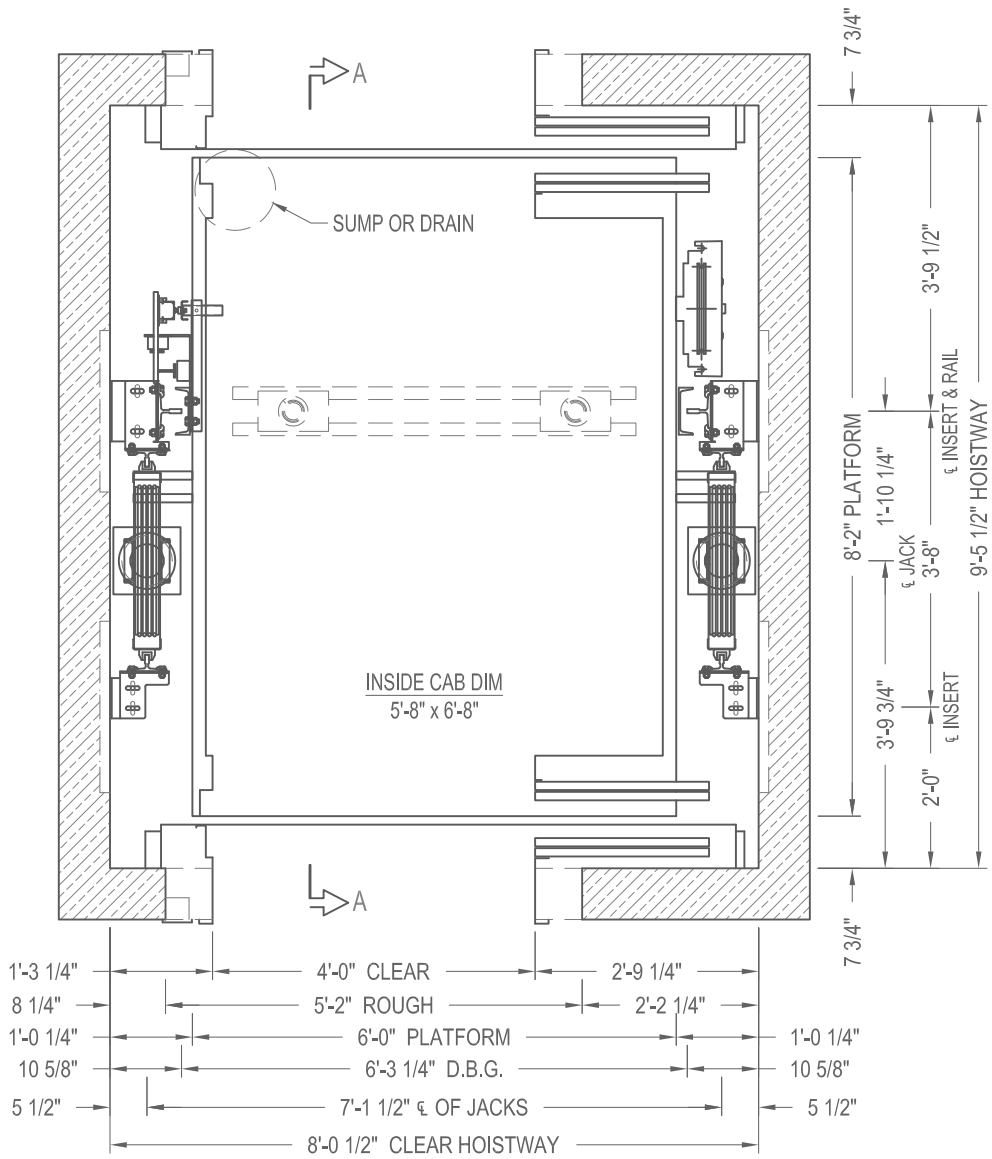 7 3/4"
A
SUMP OR DRAIN
3'-9 1/2"
℄ INSERT & RAIL
8'-2" PLATFORM
1'-10 1/4"
9'-5 1/2" HOISTWAY
℄ JACK
3'-8"
INSIDE CAB DIM
5'-8" x 6'-8"
3'-9 3/4"
℄ INSERT
2'-0"
A
7 3/4"
1'-3 1/4" 4'-0" CLEAR 2'-9 1/4"
8 1/4" 5'-2" ROUGH 2'-2 1/4"
1'-0 1/4" 6'-0" PLATFORM 1'-0 1/4"
10 5/8" 6'-3 1/4" D.B.G. 10 5/8"
5 1/2" 7'-1 1/2" ℄ OF JACKS 5 1/2"
8'-0 1/2" CLEAR HOISTWAY